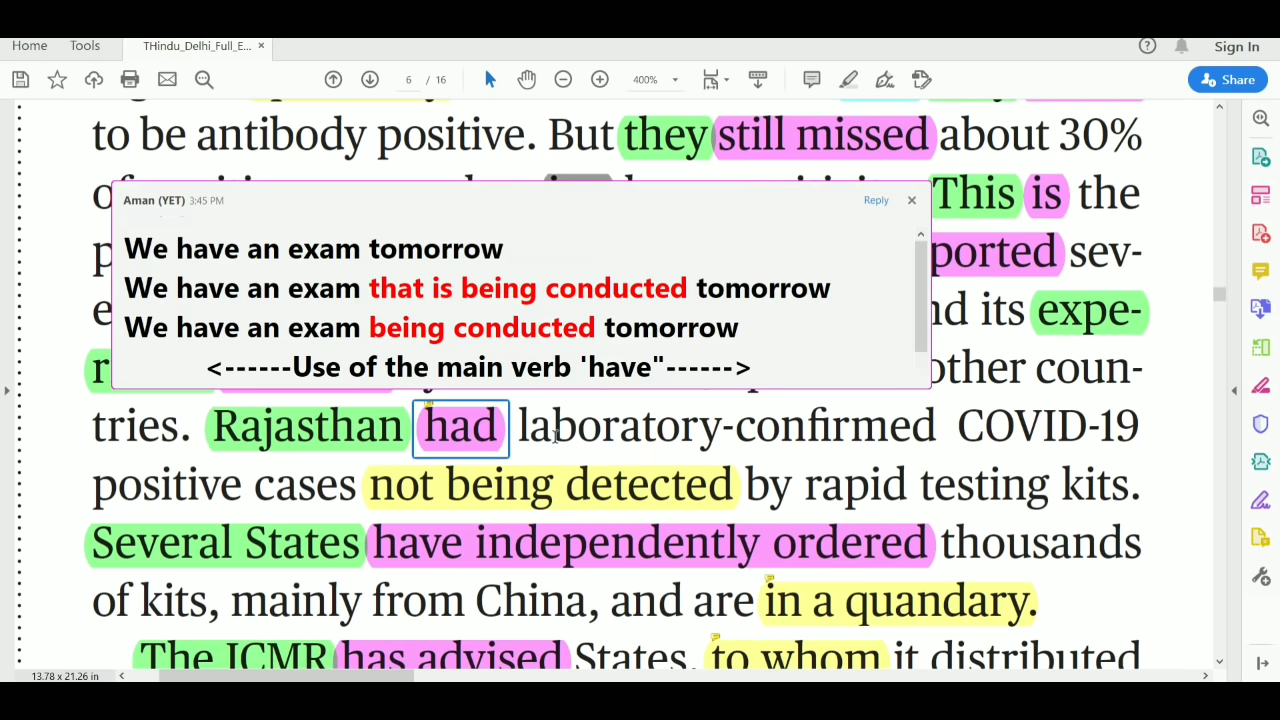 Home Tools THindu_Delhi_Full_E... × Sign In
6 / 16 400% Share
to be antibody positive. But they still missed about 30%
This is the
Aman (YET) 3:45 PM Reply
We have an exam tomorrow
ported sev-
We have an exam that is being conducted tomorrow
nd its expe-
We have an exam being conducted tomorrow
<------Use of the main verb 'have"------>
other coun-
tries. Rajasthan had laboratory-confirmed COVID-19
positive cases not being detected by rapid testing kits.
Several States have independently ordered thousands
of kits, mainly from China, and are in a quandary.
The ICMR has advised States, to whom it distributed
13.78 x 21.26 in